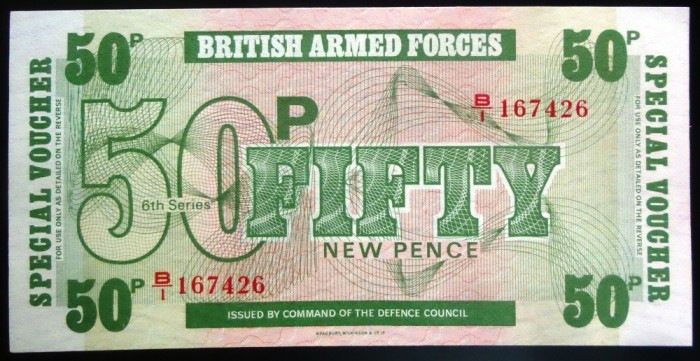 50P
BRITISH ARMED FORCES
50P
SPECIAL VOUCHER
FOR USE ONLY AS DETAILED ON THE REVERSE
B/1 167426
50P
FIFTY
6th Series
NEW PENCE
B/1 167426
SPECIAL VOUCHER
FOR USE ONLY AS DETAILED ON THE REVERSE
50P
ISSUED BY COMMAND OF THE DEFENCE COUNCIL
50P
BRADBURY, WILKINSON &